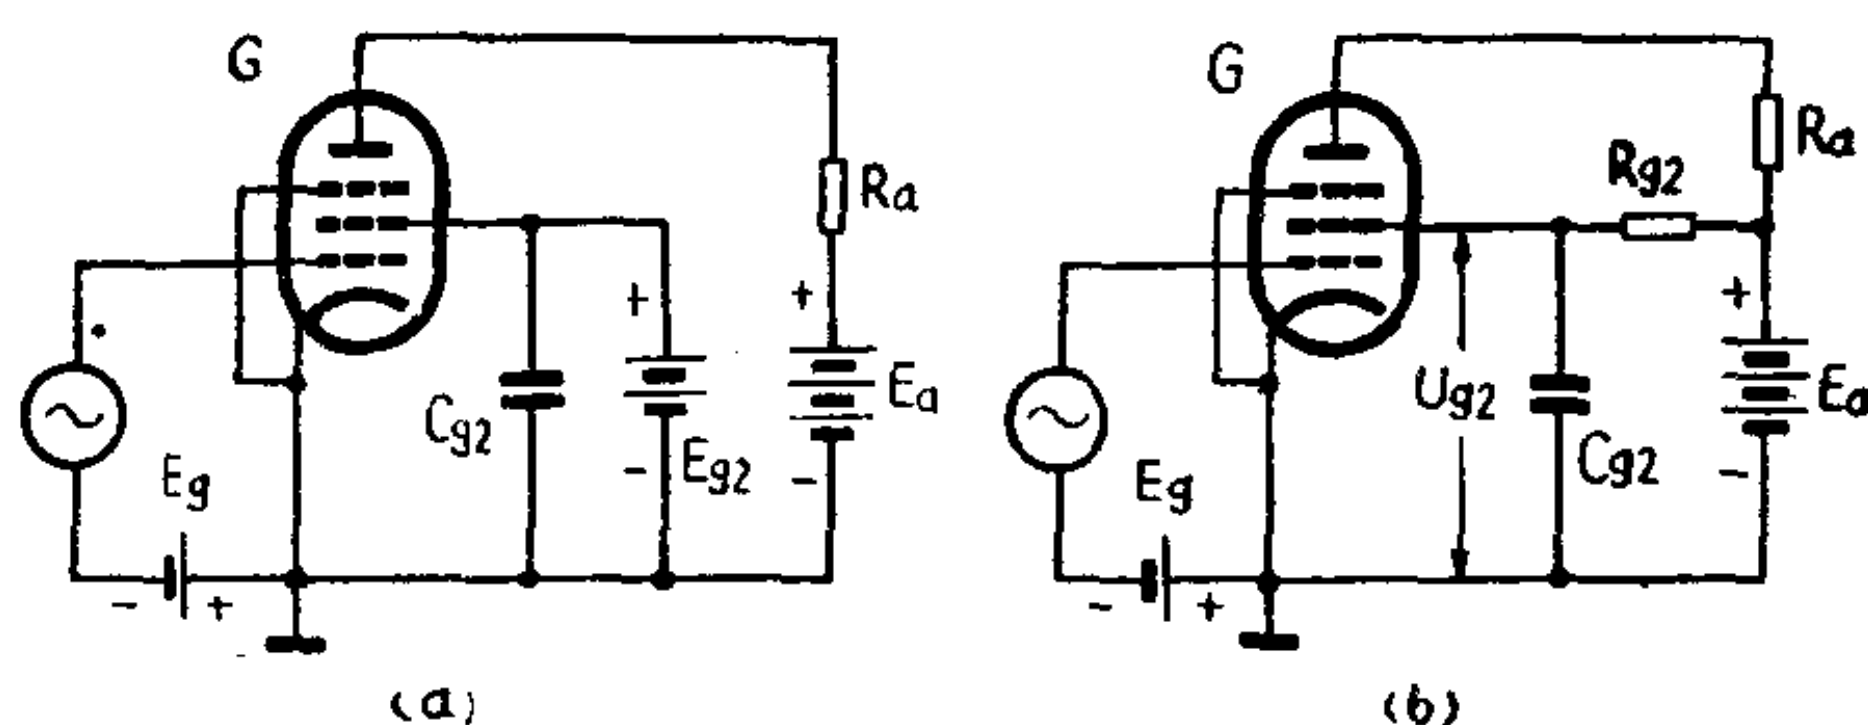 G
Ra
+
+
Cg2
Eg2
Ea
-
-
Eg
-
+
(a)
G
Ra
Rg2
+
Ug2
Ea
Cg2
-
Eg
-
+
(b)